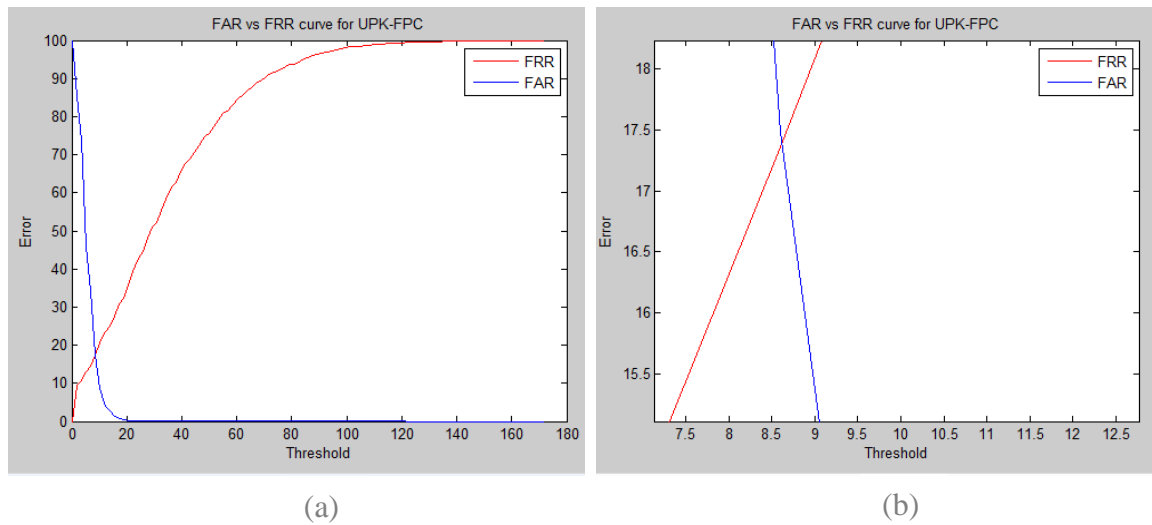 FAR vs FRR curve for UPK-FPC
100
90
80
70
60
50
40
30
20
10
0
Error
FRR
FAR
0 20 40 60 80 100 120 140 160 180
Threshold
(a)
FAR vs FRR curve for UPK-FPC
18
17.5
17
16.5
16
15.5
Error
FRR
FAR
7.5 8 8.5 9 9.5 10 10.5 11 11.5 12 12.5
Threshold
(b)